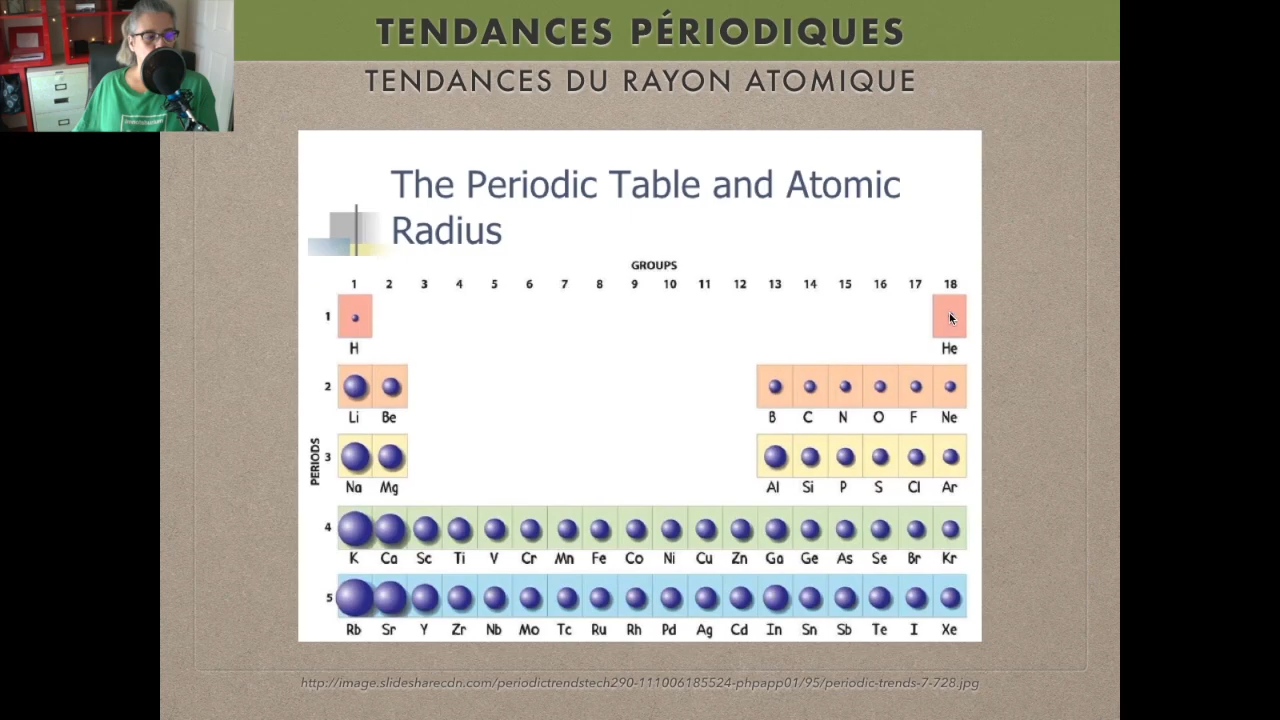 TENDANCES PÉRIODIQUES
TENDANCES DU RAYON ATOMIQUE
The Periodic Table and Atomic
Radius
GROUPS
1 2 3 4 5 6 7 8 9 10 11 12 13 14 15 16 17 18
1
H He
2
Li Be B C N O F Ne
PERIODS
3
Na Mg Al Si P S Cl Ar
4
K Ca Sc Ti V Cr Mn Fe Co Ni Cu Zn Ga Ge As Se Br Kr
5
Rb Sr Y Zr Nb Mo Tc Ru Rh Pd Ag Cd In Sn Sb Te I Xe
http://image.slidesharecdn.com/periodictrendstech290-111006185524-phpapp01/95/periodic-trends-7-728.jpg